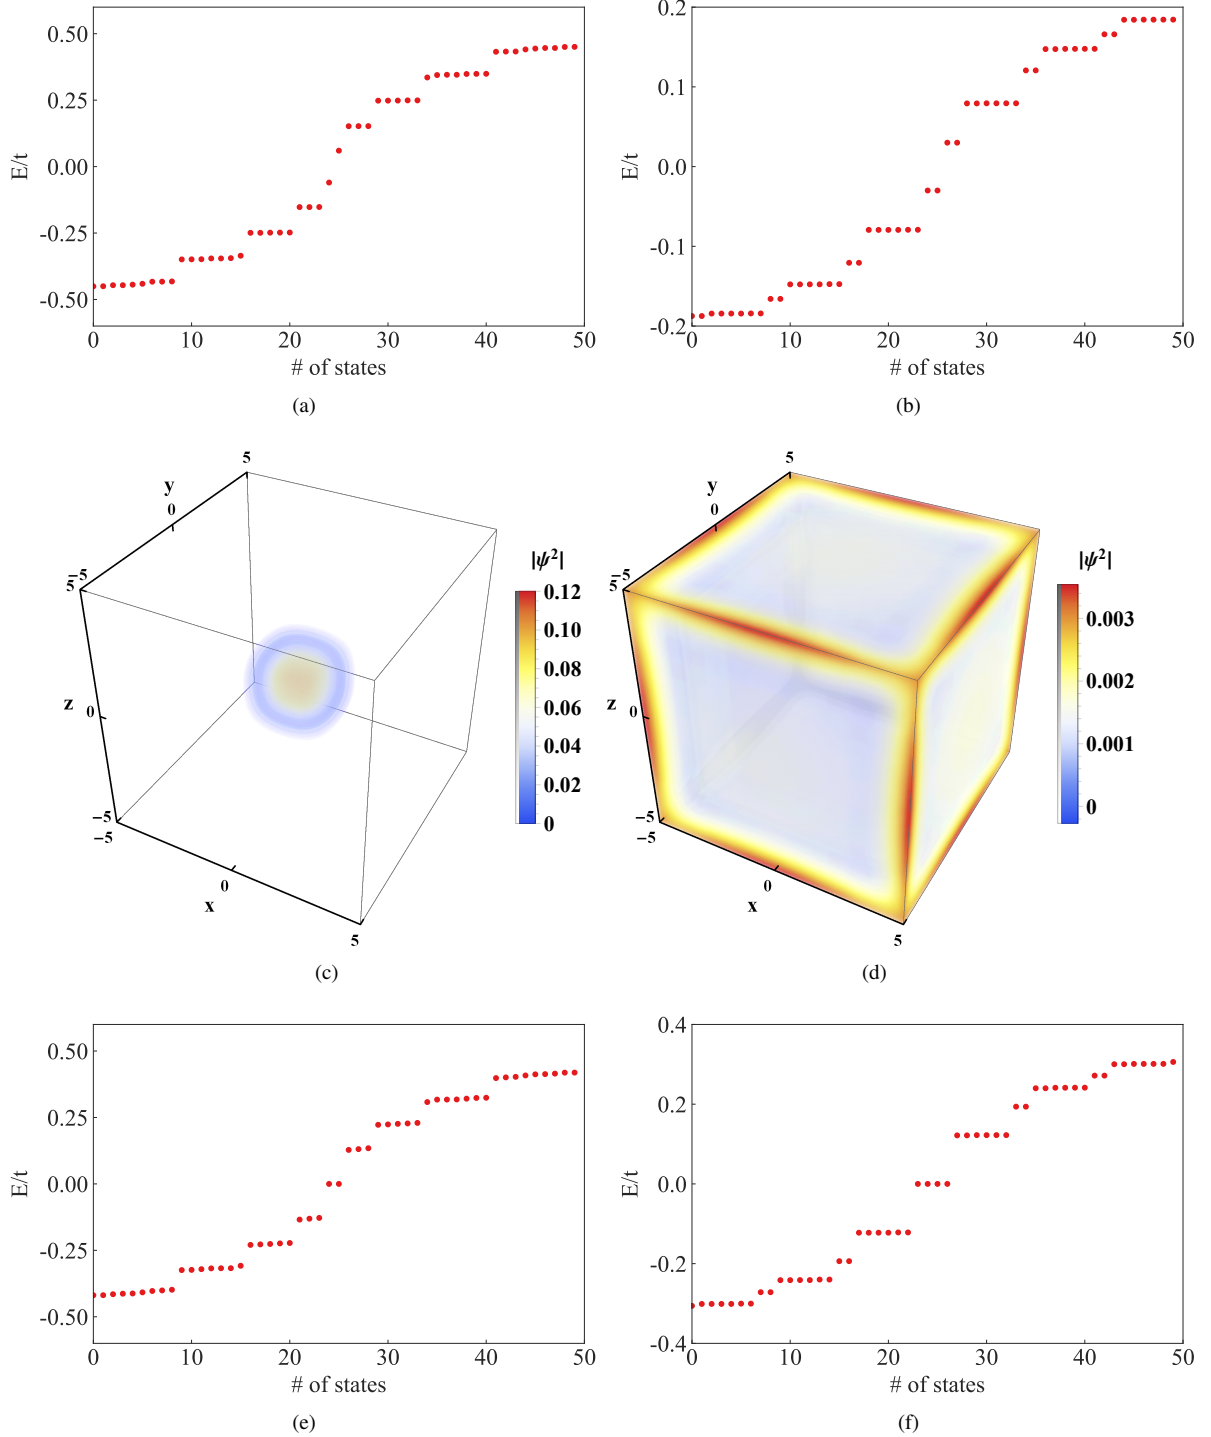 0.50
0.25
0.00
-0.25
-0.50
E/t
0 10 20 30 40 50
# of states
(a)
0.2
0.1
0.0
-0.1
-0.2
E/t
0 10 20 30 40 50
# of states
(b)
5
y
0
-5
5
z
0
-5
-5
0
x
5
|ψ²|
0.12
0.10
0.08
0.06
0.04
0.02
0
(c)
5
y
0
-5
5
z
0
-5
-5
0
x
5
|ψ²|
0.003
0.002
0.001
0
(d)
0.50
0.25
0.00
-0.25
-0.50
E/t
0 10 20 30 40 50
# of states
(e)
0.4
0.2
0.0
-0.2
-0.4
E/t
0 10 20 30 40 50
# of states
(f)